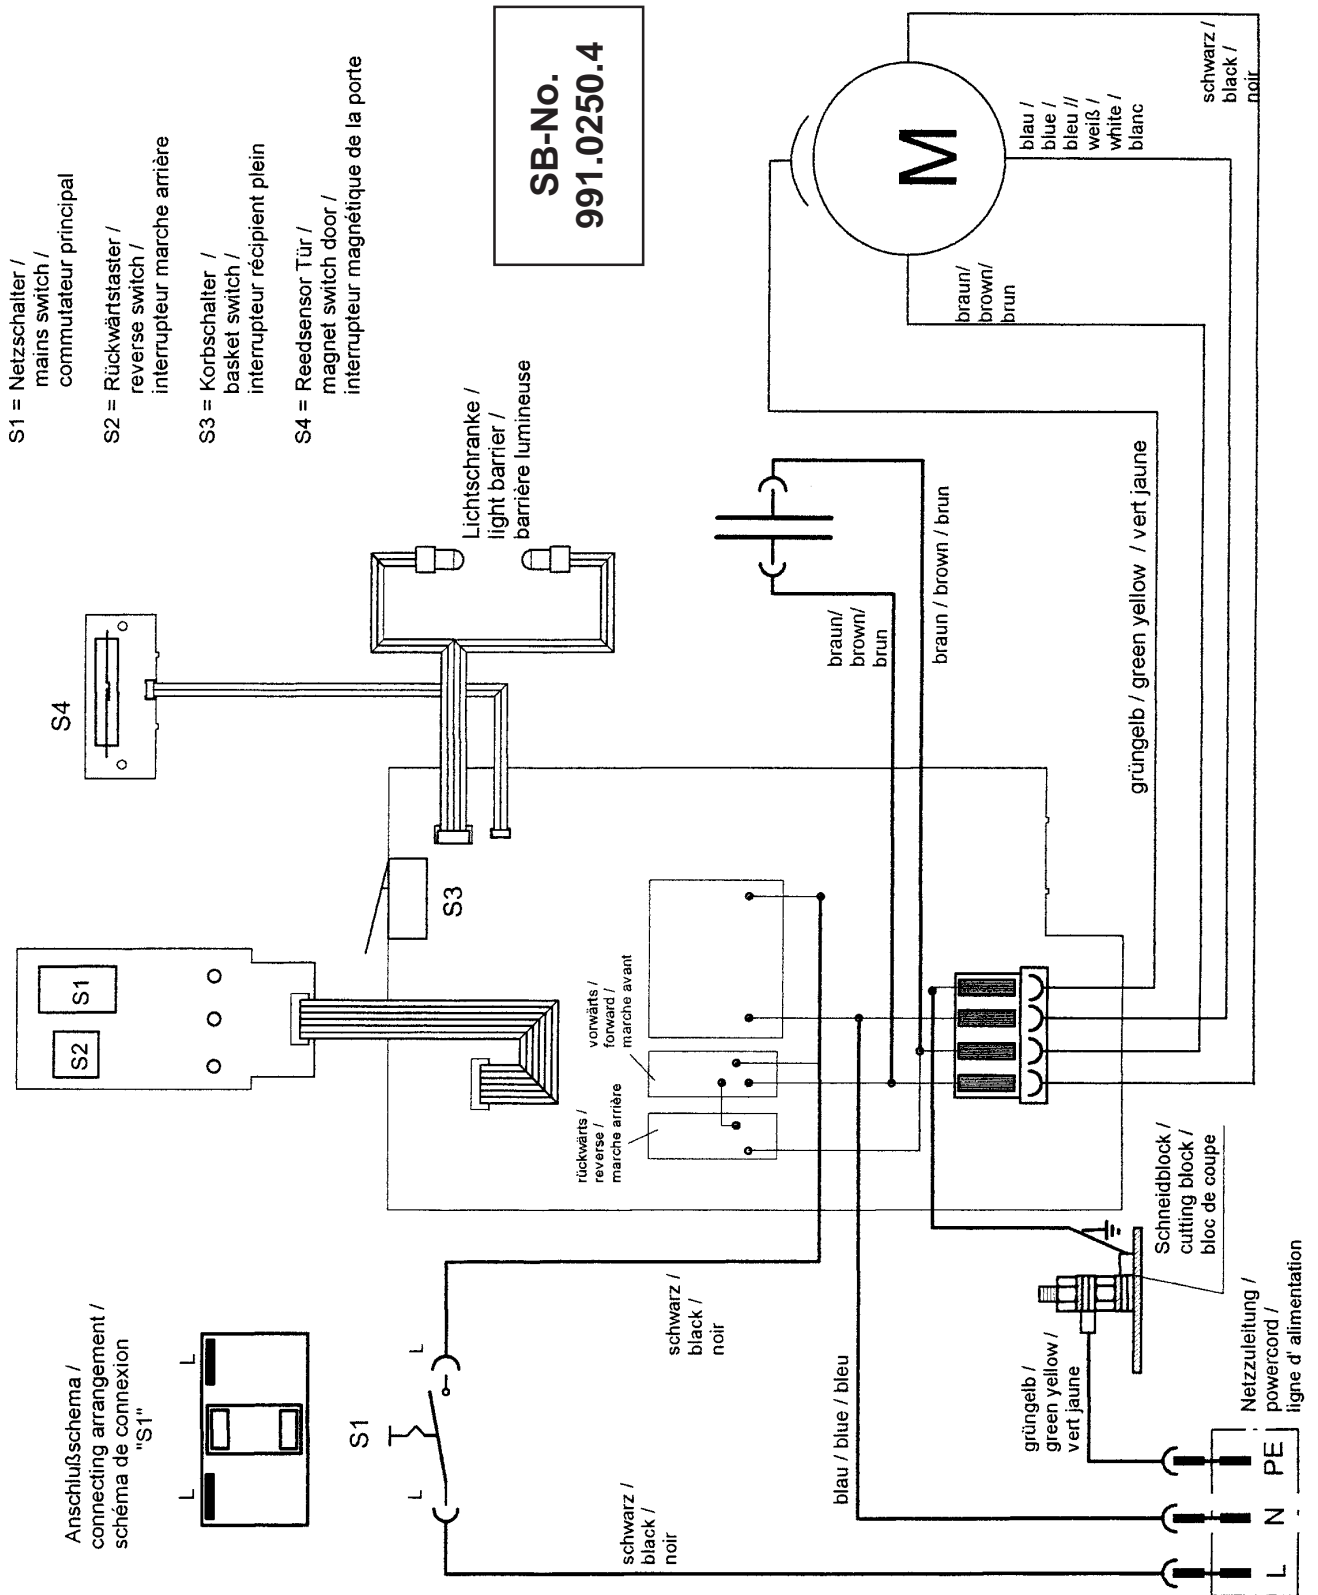 S1 = Netzschalter /
mains switch /
commutateur principal
S2 = Rückwärtstaster /
reverse switch /
interrupteur marche arrière
S3 = Korbschalter /
basket switch /
interrupteur récipient plein
S4 = Reedsensor Tür /
magnet switch door /
interrupteur magnétique de la porte
SB-No.
991.0250.4
Anschlußschema /
connecting arrangement /
schéma de connexion
"S1"
L
L
S1
L
L
S2
S1
S4
S3
Lichtschranke /
light barrier /
barrière lumineuse
rückwärts /
reverse /
marche arrière
vorwärts /
forward /
marche avant
schwarz /
black /
noir
schwarz /
black /
noir
blau / blue / bleu
braun/
brown/
brun
braun / brown / brun
grüngelb / green yellow / vert jaune
braun/
brown/
brun
M
blau /
blue /
bleu //
weiß /
white /
blanc
schwarz /
black /
noir
grüngelb /
green yellow /
vert jaune
Schneidblock /
cutting block /
bloc de coupe
L
N
PE
Netzzuleitung /
powercord /
ligne d' alimentation